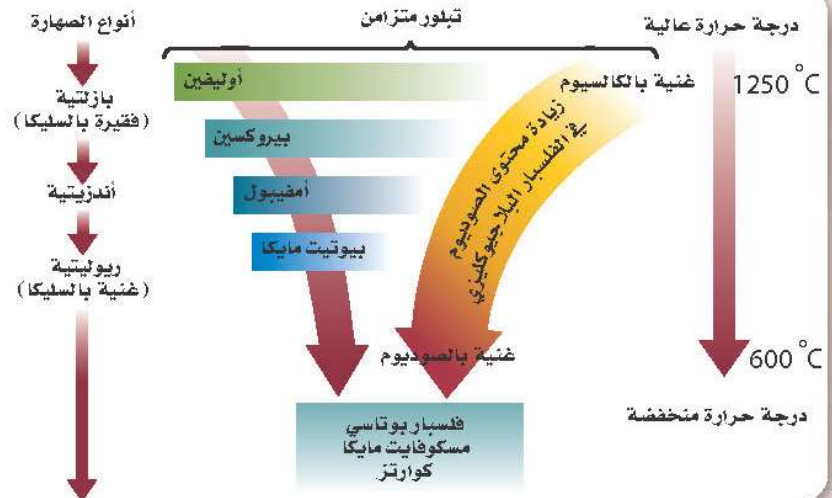 أنواع الصهارة
تبلور متزامن
درجة حرارة عالية
أوليفين
غنية بالكالسيوم
1250 °C
بازلتية
(فقيرة بالسليكا)
بيروكسين
زيادة محتوى الصوديوم
في الفلسبار البلاجيوكليزي
أمفيبول
أندزيتية
بيوتيت مايكا
ريوليتية
(غنية بالسليكا)
غنية بالصوديوم
600 °C
درجة حرارة منخفضة
فلسبار بوتاسي
مسكوفايت مايكا
كوارتز